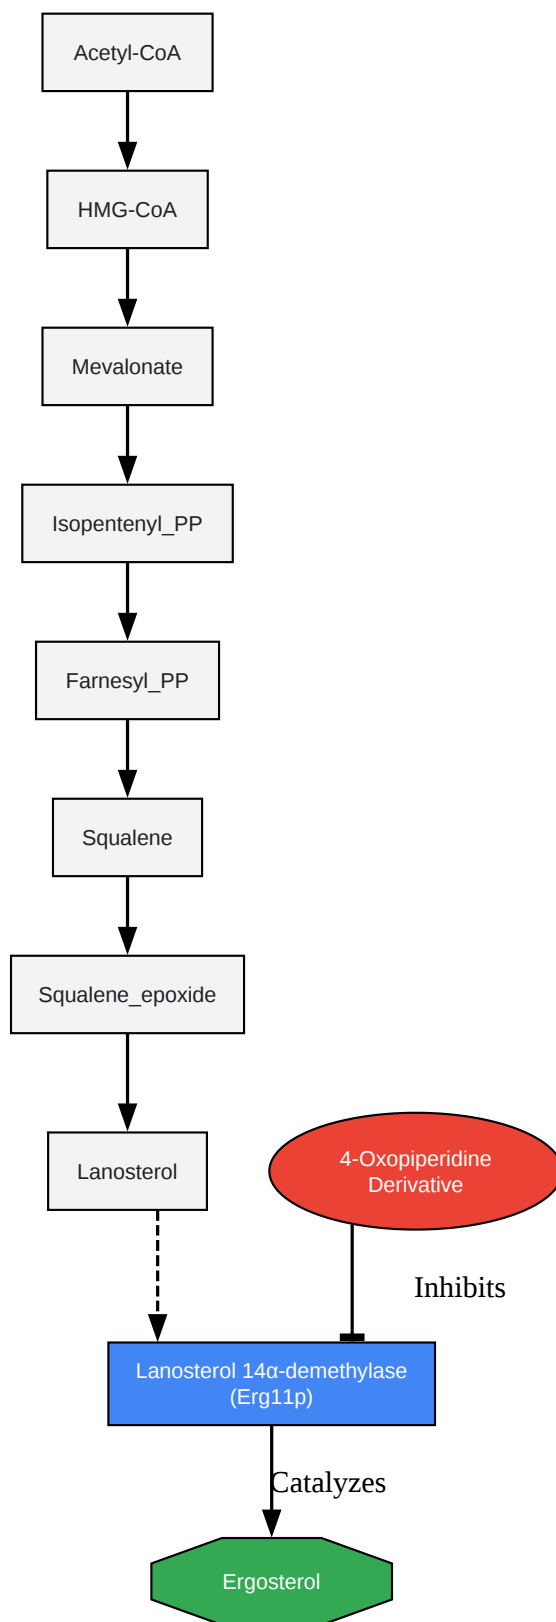 Acetyl-CoA
HMG-CoA
Mevalonate
Isopentenyl_PP
Farnesyl_PP
Squalene
Squalene_epoxide
Lanosterol
4-Oxopiperidine
Derivative
Inhibits
Lanosterol 14α-demethylase
(Erg11p)
Catalyzes
Ergosterol